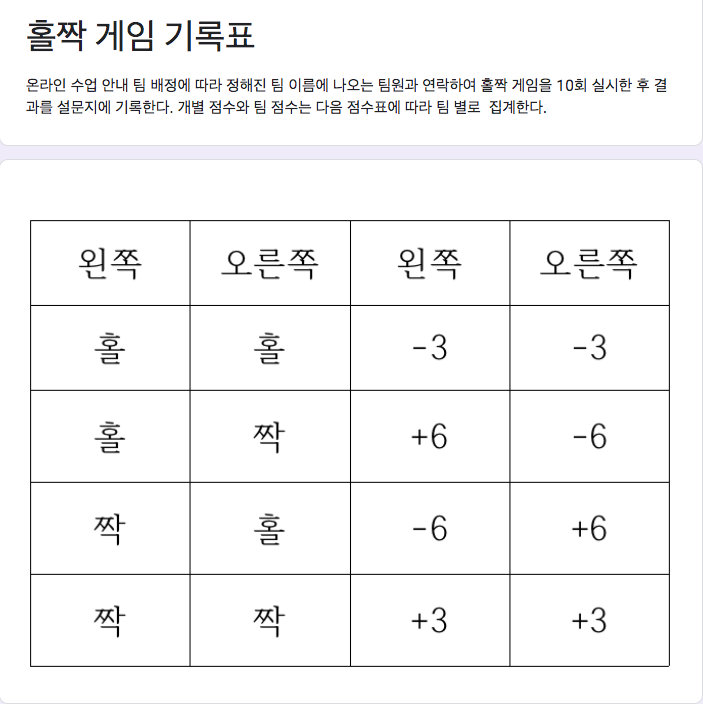 홀짝 게임 기록표
온라인 수업 안내 팀 배정에 따라 정해진 팀 이름에 나오는 팀원과 연락하여 홀짝 게임을 10회 실시한 후 결
과를 설문지에 기록한다. 개별 점수와 팀 점수는 다음 점수표에 따라 팀 별로 집계한다.
왼쪽 오른쪽 왼쪽 오른쪽
홀 홀 -3 -3
홀 짝 +6 -6
짝 홀 -6 +6
짝 짝 +3 +3